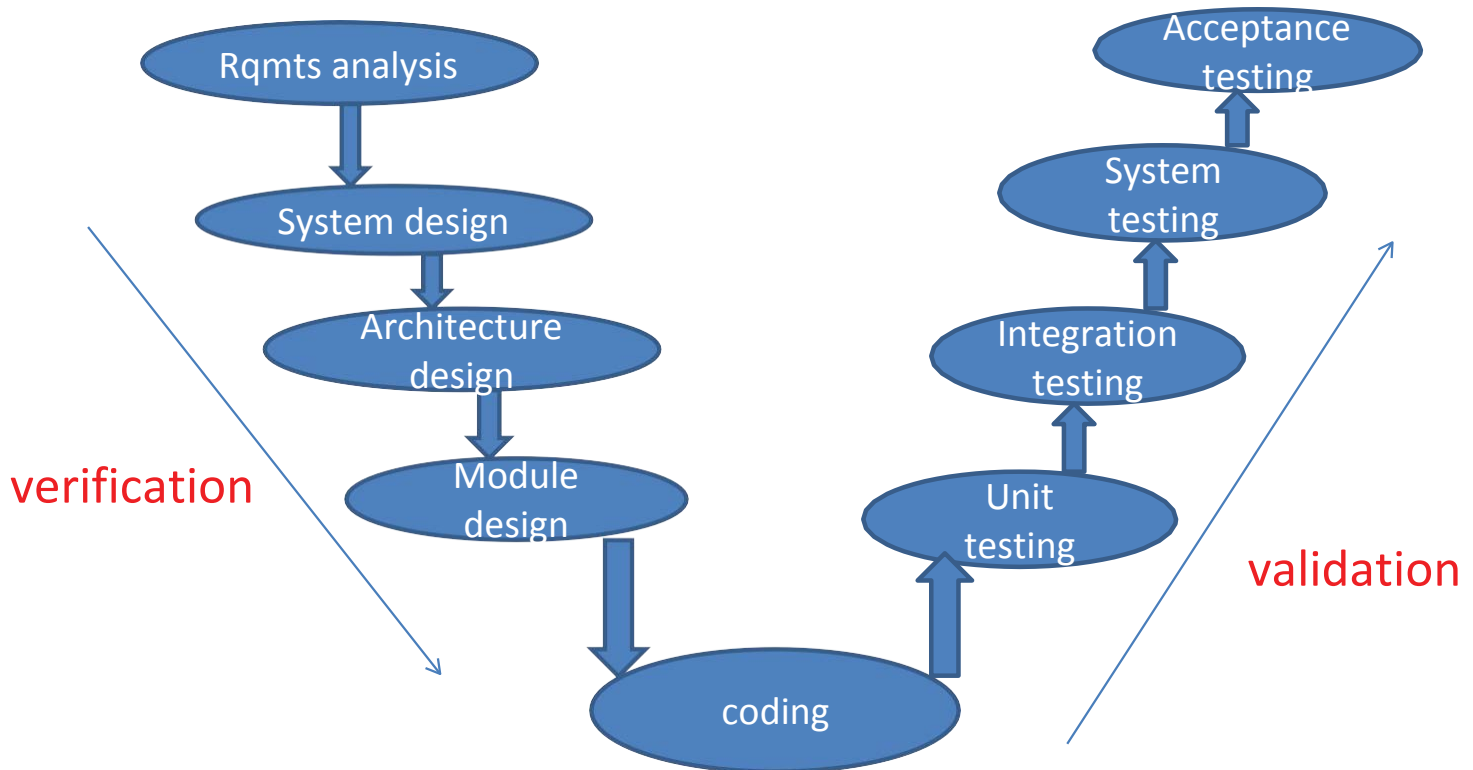 Rqmts analysis
System design
Architecture
design
Module
design
verification
coding
Acceptance
testing
System
testing
Integration
testing
Unit
testing
validation